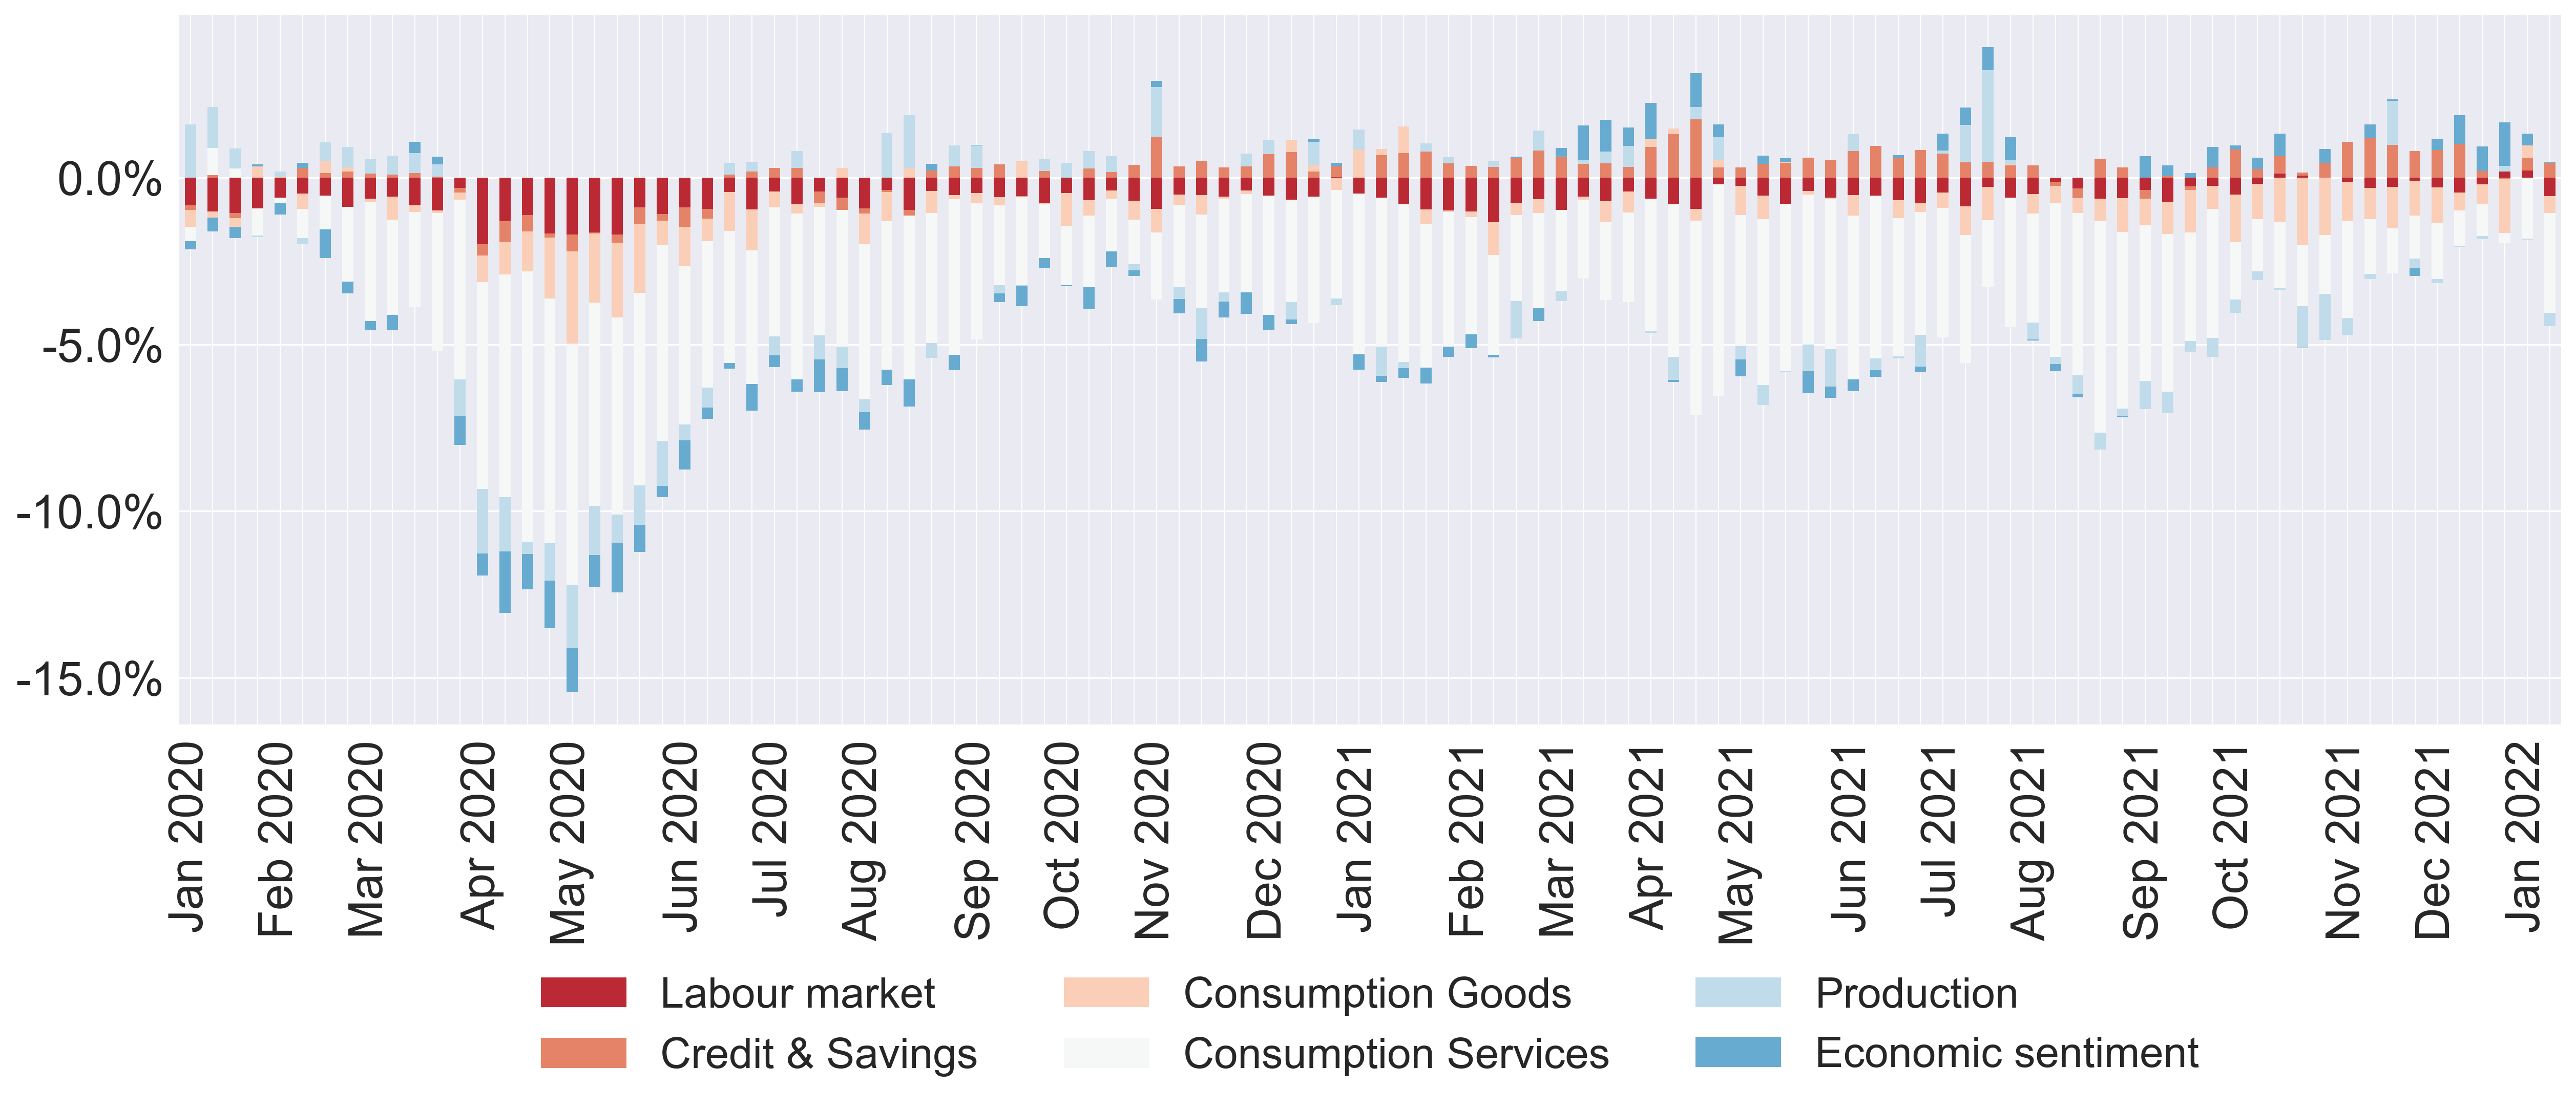 0.0%
-5.0%
-10.0%
-15.0%
Jan 2020
Feb 2020
Mar 2020
Apr 2020
May 2020
Jun 2020
Jul 2020
Aug 2020
Sep 2020
Oct 2020
Nov 2020
Dec 2020
Jan 2021
Feb 2021
Mar 2021
Apr 2021
May 2021
Jun 2021
Jul 2021
Aug 2021
Sep 2021
Oct 2021
Nov 2021
Dec 2021
Jan 2022
Labour market
Credit & Savings
Consumption Goods
Consumption Services
Production
Economic sentiment